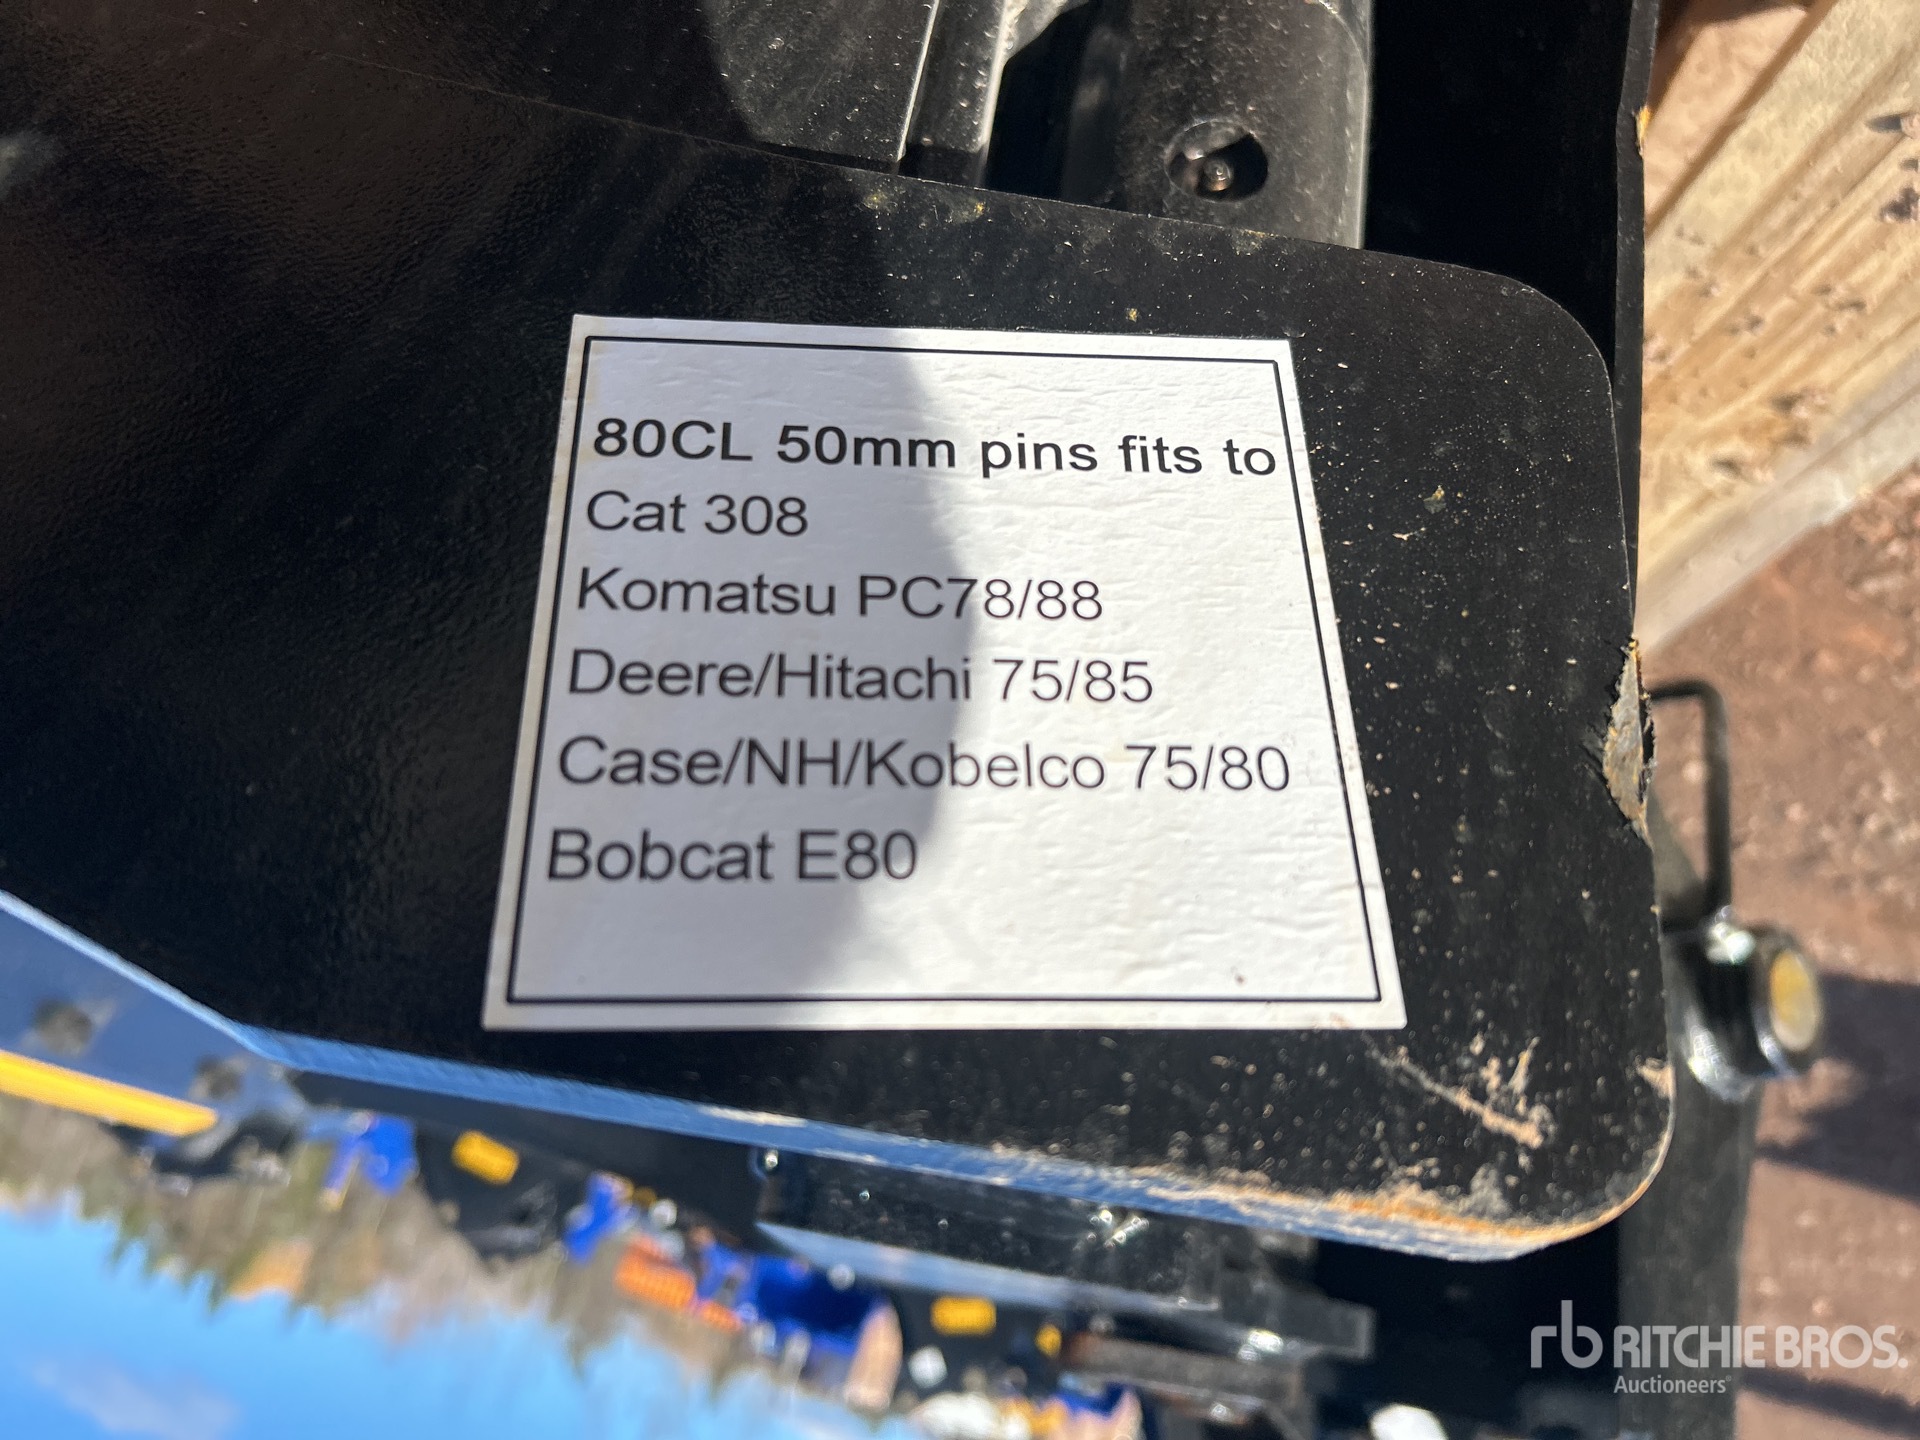 80CL 50mm pins fits to
Cat 308
Komatsu PC78/88
Deere/Hitachi 75/85
Case/NH/Kobelco 75/80
Bobcat E80
rb RITCHIE BROS.
Auctioneers